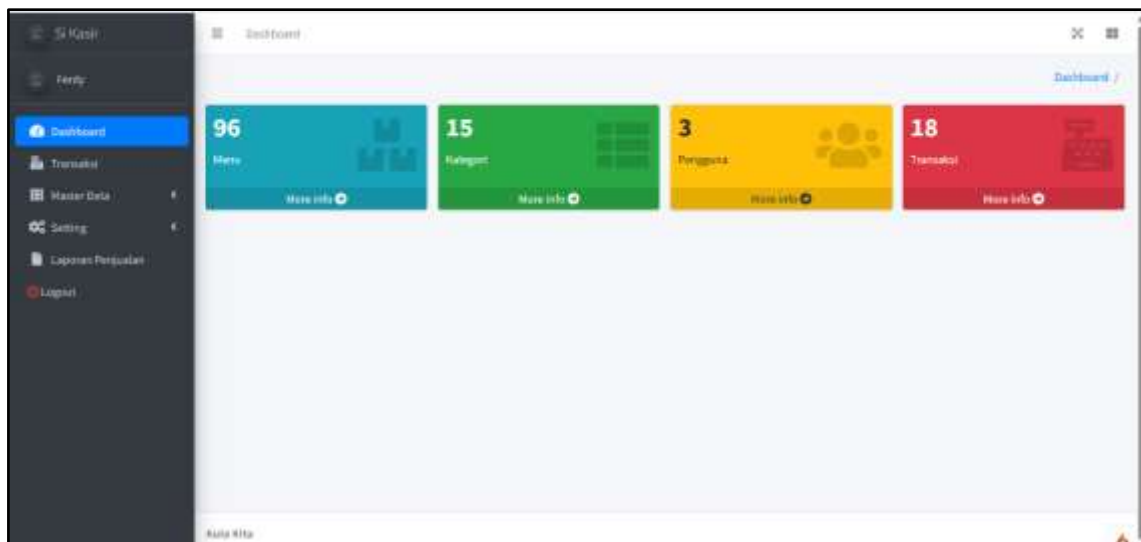 Si Kasir
Dashboard
Ferdy
Dashboard /
Dashboard
Transaksi
Master Data
Setting
Laporan Penjualan
Logout
96
Menu
More info
15
Kategori
More info
3
Pengguna
More info
18
Transaksi
More info
Kita